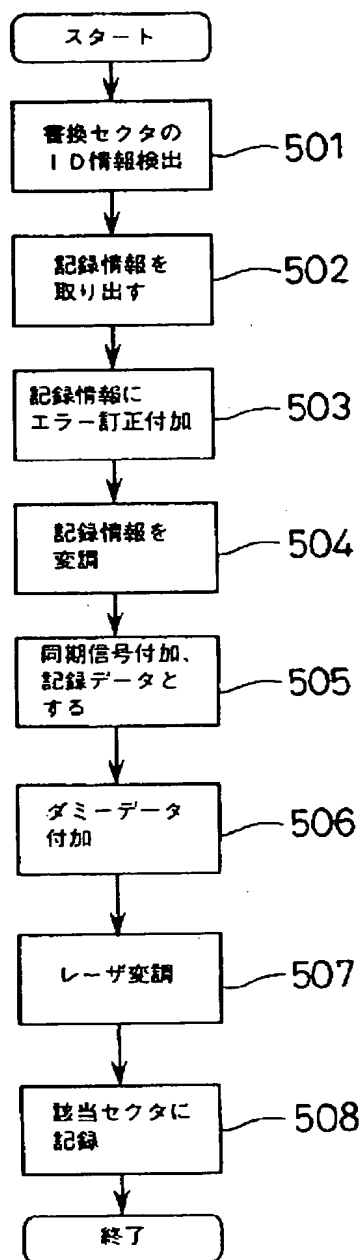 スタート
書換セクタの
ID情報検出
501
記録情報を
取り出す
502
記録情報に
エラー訂正付加
503
記録情報を
変調
504
同期信号付加、
記録データと
する
505
ダミーデータ
付加
506
レーザ変調
507
該当セクタに
記録
508
終了